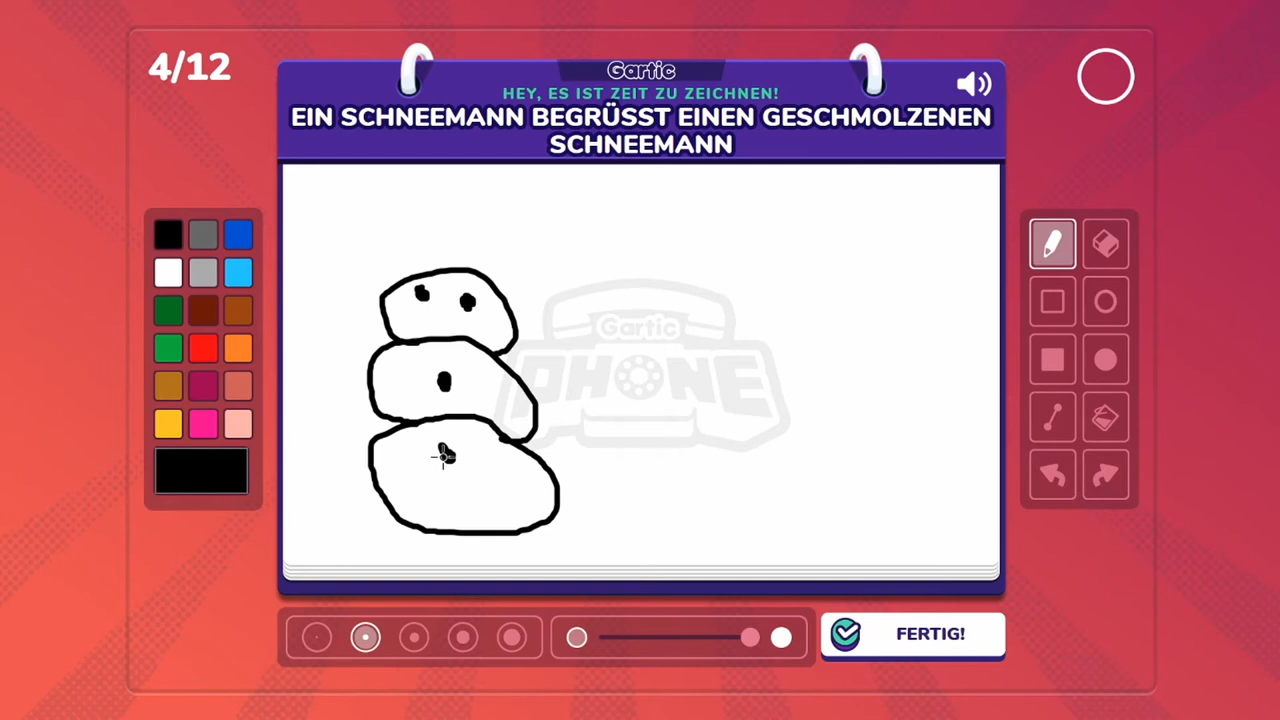 4/12
Gartic
HEY, ES IST ZEIT ZU ZEICHNEN!
EIN SCHNEEMANN BEGRÜSST EINEN GESCHMOLZENEN
SCHNEEMANN
Gartic
PHONE
FERTIG!